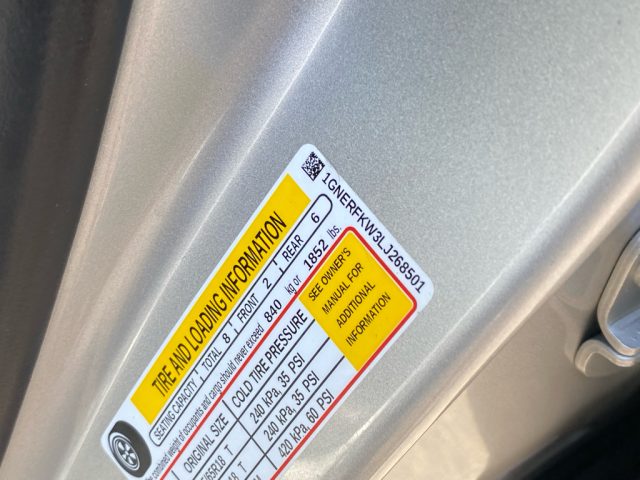 1GNERFKW3LJ268501
TIRE AND LOADING INFORMATION
SEATING CAPACITY TOTAL 8 FRONT 2 REAR 6
combined weight of occupants and cargo should never exceed 840 kg or 1852 lbs.
ORIGINAL SIZE COLD TIRE PRESSURE
65R18 T 240 kPa, 35 PSI
T 240 kPa, 35 PSI
420 kPa, 60 PSI
SEE OWNER'S
MANUAL FOR
ADDITIONAL
INFORMATION